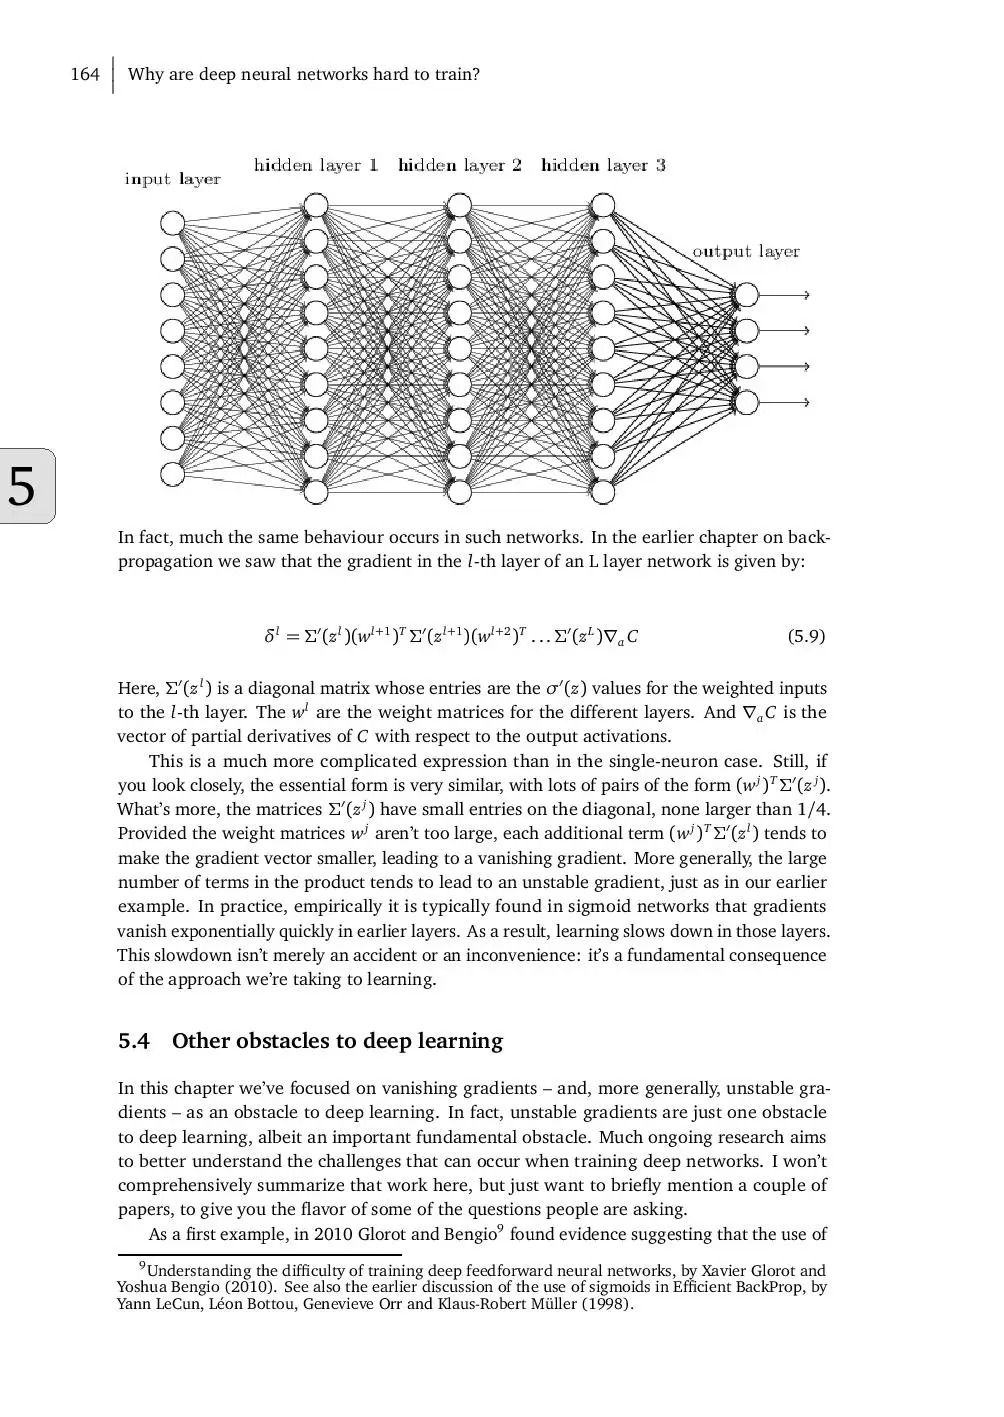 164 Why are deep neural networks hard to train?
hidden layer 1 hidden layer 2 hidden layer 3
input layer
output layer
5
In fact, much the same behaviour occurs in such networks. In the earlier chapter on back-
propagation we saw that the gradient in the l-th layer of an L layer network is given by:
δ^l = Σ′(z^l)(w^{l+1})^T Σ′(z^{l+1})(w^{l+2})^T … Σ′(z^L)∇_a C (5.9)
Here, Σ′(z^l) is a diagonal matrix whose entries are the σ′(z) values for the weighted inputs
to the l-th layer. The w^l are the weight matrices for the different layers. And ∇_a C is the
vector of partial derivatives of C with respect to the output activations.
This is a much more complicated expression than in the single-neuron case. Still, if
you look closely, the essential form is very similar, with lots of pairs of the form (w^j)^T Σ′(z^j).
What's more, the matrices Σ′(z^j) have small entries on the diagonal, none larger than 1/4.
Provided the weight matrices w^j aren't too large, each additional term (w^j)^T Σ′(z^l) tends to
make the gradient vector smaller, leading to a vanishing gradient. More generally, the large
number of terms in the product tends to lead to an unstable gradient, just as in our earlier
example. In practice, empirically it is typically found in sigmoid networks that gradients
vanish exponentially quickly in earlier layers. As a result, learning slows down in those layers.
This slowdown isn't merely an accident or an inconvenience: it's a fundamental consequence
of the approach we're taking to learning.
5.4 Other obstacles to deep learning
In this chapter we've focused on vanishing gradients – and, more generally, unstable gra-
dients – as an obstacle to deep learning. In fact, unstable gradients are just one obstacle
to deep learning, albeit an important fundamental obstacle. Much ongoing research aims
to better understand the challenges that can occur when training deep networks. I won't
comprehensively summarize that work here, but just want to briefly mention a couple of
papers, to give you the flavor of some of the questions people are asking.
As a first example, in 2010 Glorot and Bengio⁹ found evidence suggesting that the use of
⁹Understanding the difficulty of training deep feedforward neural networks, by Xavier Glorot and
Yoshua Bengio (2010). See also the earlier discussion of the use of sigmoids in Efficient BackProp, by
Yann LeCun, Léon Bottou, Genevieve Orr and Klaus-Robert Müller (1998).